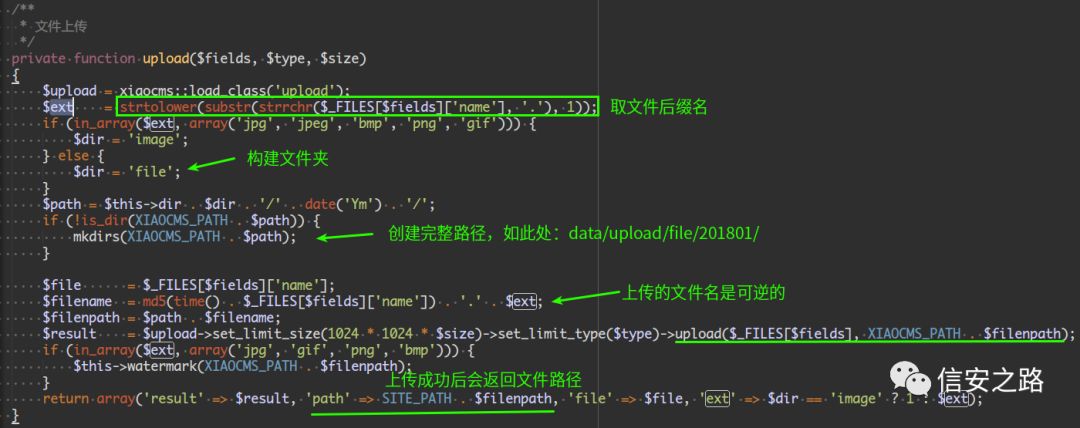 /**
 * 文件上传
 */
private function upload($fields, $type, $size)
{
    $upload = xiaocms::load_class('upload');
    $ext    = strtolower(substr(strrchr($_FILES[$fields]['name'], '.'), 1)); 取文件后缀名
    if (in_array($ext, array('jpg', 'jpeg', 'bmp', 'png', 'gif'))) {
        $dir = 'image';
    } else { 构建文件夹
        $dir = 'file';
    }
    $path = $this->dir . $dir . '/' . date('Ym') . '/';
    if (!is_dir(XIAOCMS_PATH . $path)) {
        mkdirs(XIAOCMS_PATH . $path); 创建完整路径，如此处：data/upload/file/201801/
    }
    $file     = $_FILES[$fields]['name'];
    $filename = md5(time() . $_FILES[$fields]['name']) . '.' . $ext; 上传的文件名是可逆的
    $filenpath = $path . $filename;
    $result   = $upload->set_limit_size(1024 * 1024 * $size)->set_limit_type($type)->upload($_FILES[$fields], XIAOCMS_PATH . $filenpath);
    if (in_array($ext, array('jpg', 'gif', 'png', 'bmp'))) {
        $this->watermark(XIAOCMS_PATH . $filenpath);
    } 上传成功后会返回文件路径
    return array('result' => $result, 'path' => SITE_PATH . $filenpath, 'file' => $file, 'ext' => $dir == 'image' ? 1 : $ext);
}
信安之路